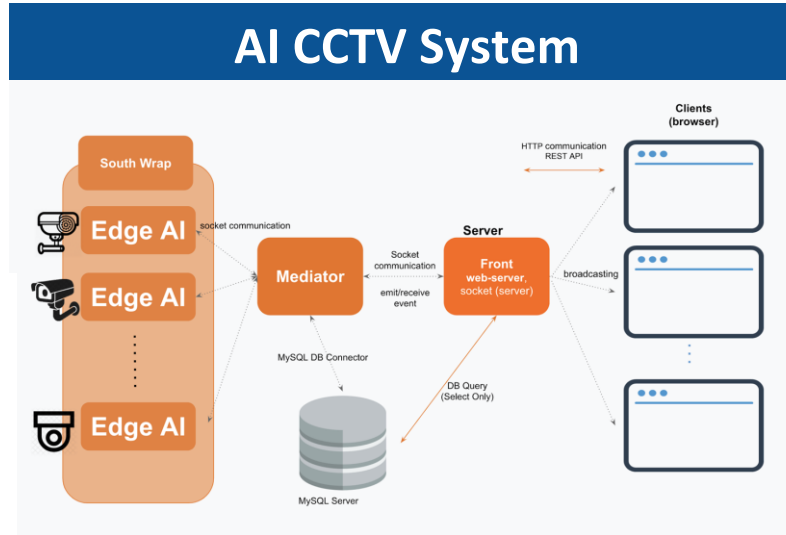 AI CCTV System
Clients
(browser)
HTTP communication
REST API
South Wrap
Edge AI
socket communication
Edge AI
Edge AI
Mediator
Socket
communication
emit/receive
event
Server
Front
web-server,
socket (server)
broadcasting
MySQL DB Connector
DB Query
(Select Only)
MySQL Server